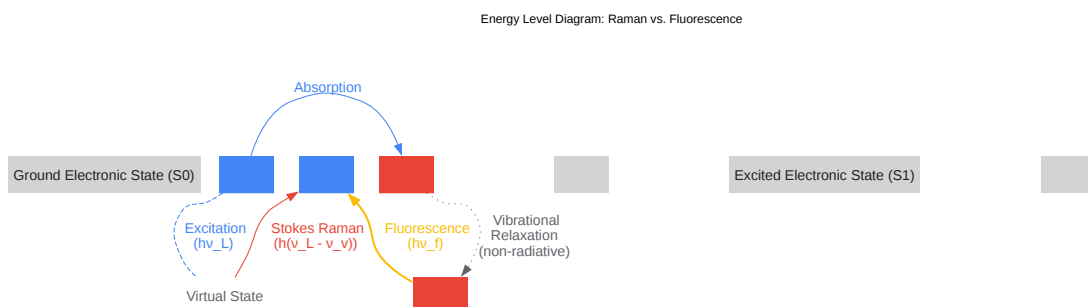 Energy Level Diagram: Raman vs. Fluorescence
Absorption
Ground Electronic State (S0)
Excited Electronic State (S1)
Excitation
(hν_L)
Stokes Raman
(h(ν_L - ν_v))
Fluorescence
(hν_f)
Vibrational
Relaxation
(non-radiative)
Virtual State